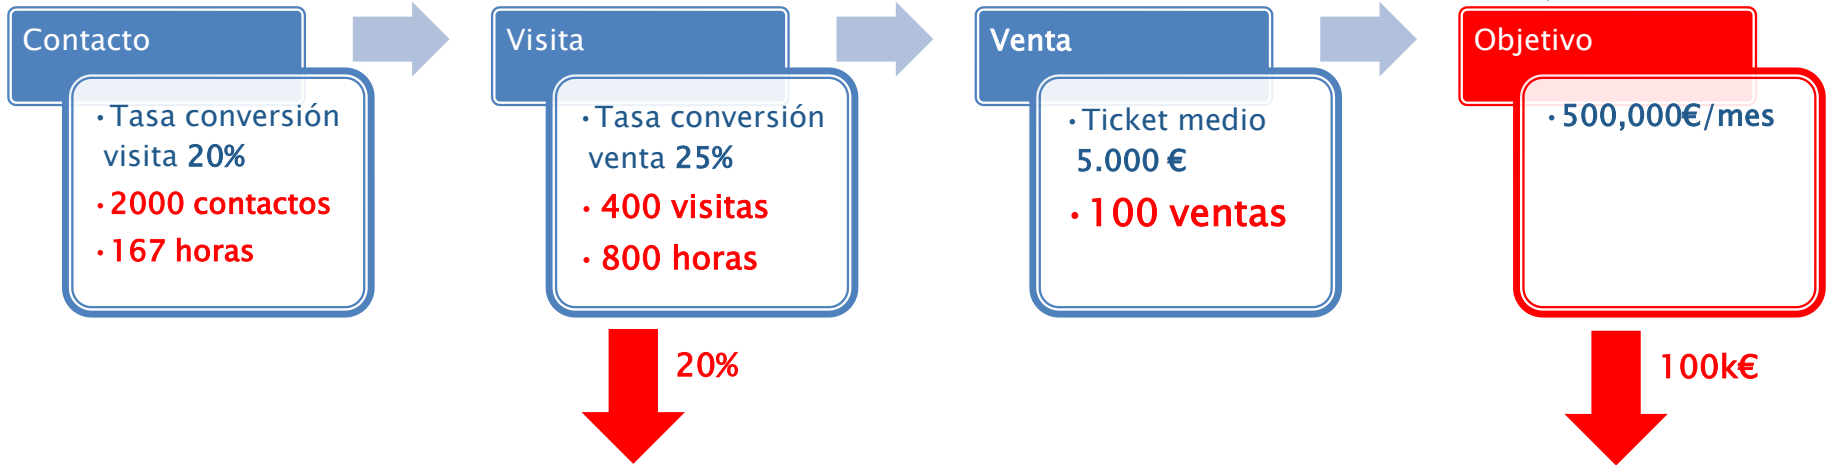 Contacto
• Tasa conversión
visita 20%
• 2000 contactos
• 167 horas
Visita
• Tasa conversión
venta 25%
• 400 visitas
• 800 horas
20%
Venta
• Ticket medio
5.000 €
• 100 ventas
Objetivo
• 500,000€/mes
100k€